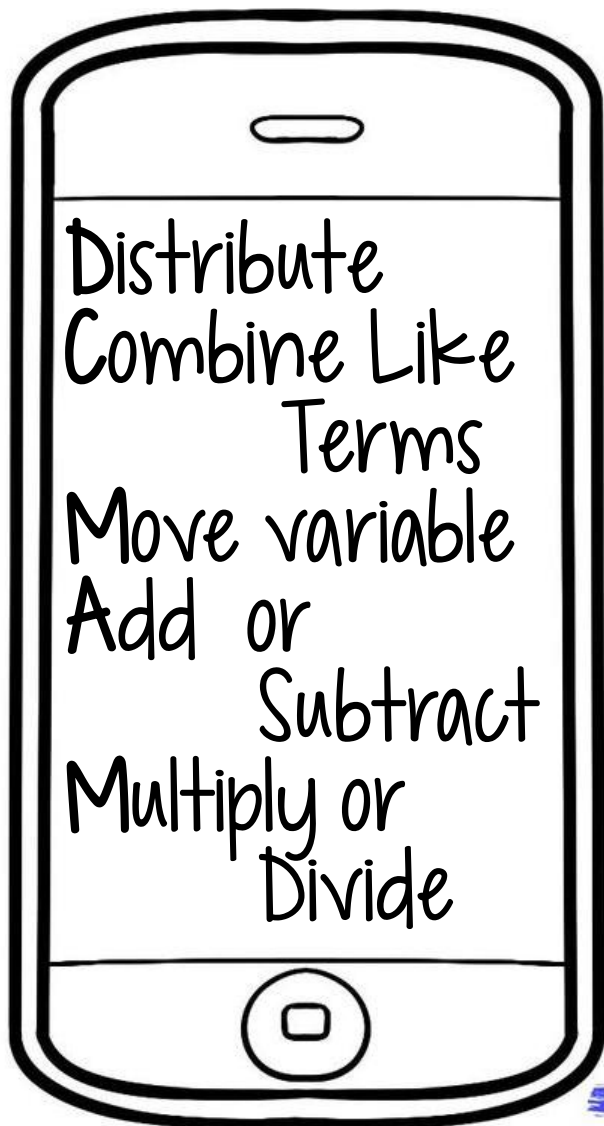 Distribute
Combine Like
Terms
Move variable
Add or
Subtract
Multiply or
Divide